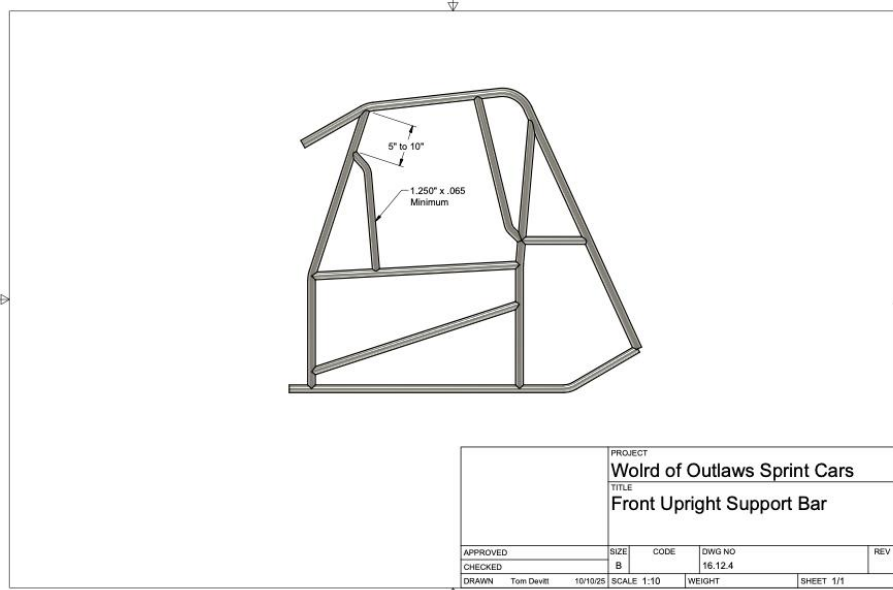 5" to 10"
1.250" x .065
Minimum
PROJECT
Wolrd of Outlaws Sprint Cars
TITLE
Front Upright Support Bar
APPROVED
SIZE CODE DWG NO REV
CHECKED
B 16.12.4
DRAWN Tom Devitt 10/10/25 SCALE 1:10 WEIGHT SHEET 1/1